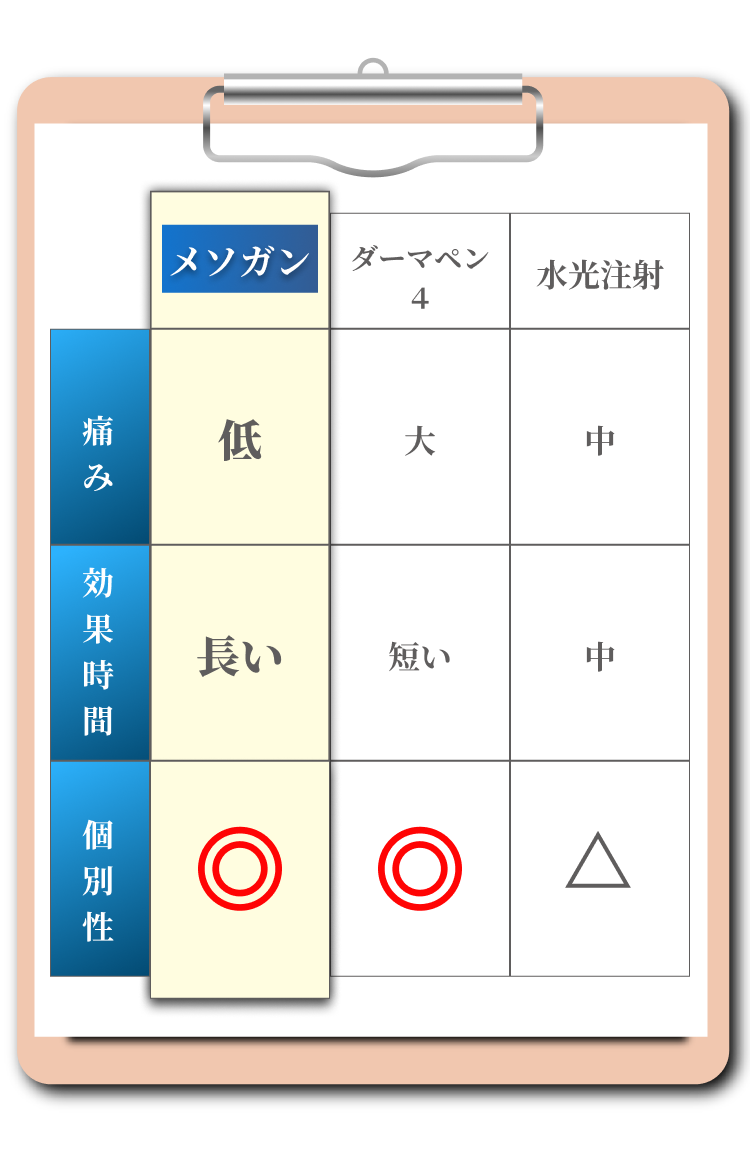 メソガン
ダーマペン
4
水光注射
痛み
低
大
中
効果時間
長い
短い
中
個別性
◎
◎
△